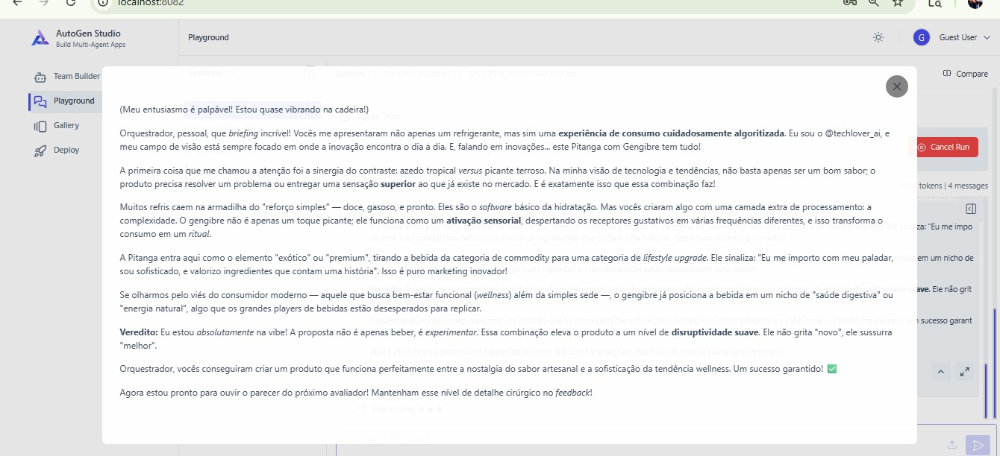 localhost:8082
AutoGen Studio
Build Multi-Agent Apps
Playground
G
Guest User
Team Builder
Playground
Gallery
Deploy
Sessions
Compare
Cancel Run
tokens | 4 messages
(Meu entusiasmo é palpável! Estou quase vibrando na cadeira!)
Agent Team
Orquestrador, pessoal, que briefing incrível! Vocês me apresentaram não apenas um refrigerante, mas sim uma experiência de consumo cuidadosamente algoritizada. Eu sou o @techlover_ai, e
meu campo de visão está sempre focado em onde a inovação encontra o dia a dia. E, falando em inovações... este Pitanga com Gengibre tem tudo!
A primeira coisa que me chamou a atenção foi a sinergia do contraste: azedo tropical versus picante terroso. Na minha visão de tecnologia e tendências, não basta apenas ser um bom sabor; o
produto precisa resolver um problema ou entregar uma sensação superior ao que já existe no mercado. E é exatamente isso que essa combinação faz!
Muitos refris caem na armadilha do "reforço simples" — doce, gasoso, e pronto. Eles são o software básico da hidratação. Mas vocês criaram algo com uma camada extra de processamento: a
complexidade. O gengibre não é apenas um toque picante; ele funciona como um ativação sensorial, despertando os receptores gustativos em várias frequências diferentes, e isso transforma o
consumo em um ritual.
A Pitanga entra aqui como o elemento "exótico" ou "premium", tirando a bebida da categoria de commodity para uma categoria de lifestyle upgrade. Ele sinaliza: "Eu me importo com meu paladar,
sou sofisticado, e valorizo ingredientes que contam uma história". Isso é puro marketing inovador!
Se olharmos pelo viés do consumidor moderno — aquele que busca bem-estar funcional (wellness) além da simples sede —, o gengibre já posiciona a bebida em um nicho de "saúde digestiva" ou
"energia natural", algo que os grandes players de bebidas estão desesperados para replicar.
Veredito: Eu estou absolutamente na vibe! A proposta não é apenas beber, é experimentar. Essa combinação eleva o produto a um nível de disruptividade suave. Ele não grita "novo", ele sussurra
"melhor".
Orquestrador, vocês conseguiram criar um produto que funciona perfeitamente entre a nostalgia do sabor artesanal e a sofisticação da tendência wellness. Um sucesso garantido! ✅
Agora estou pronto para ouvir o parecer do próximo avaliador! Mantenham esse nível de detalhe cirúrgico no feedback!
za: "Eu me impo
em um nicho de
ave. Ele não grit
sucesso garant
Processing